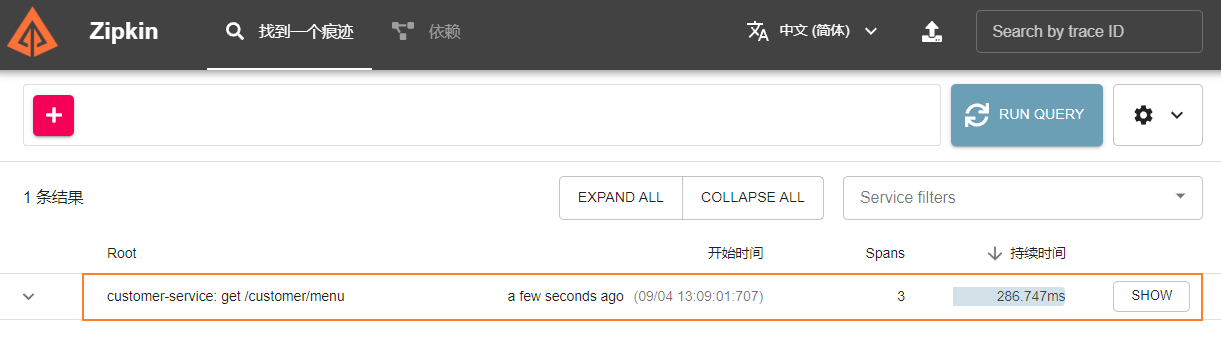 Zipkin 找到一个痕迹 依赖 中文 (简体) Search by trace ID
RUN QUERY
1 条结果 EXPAND ALL COLLAPSE ALL Service filters
Root 开始时间 Spans 持续时间
customer-service: get /customer/menu a few seconds ago (09/04 13:09:01:707) 3 286.747ms SHOW